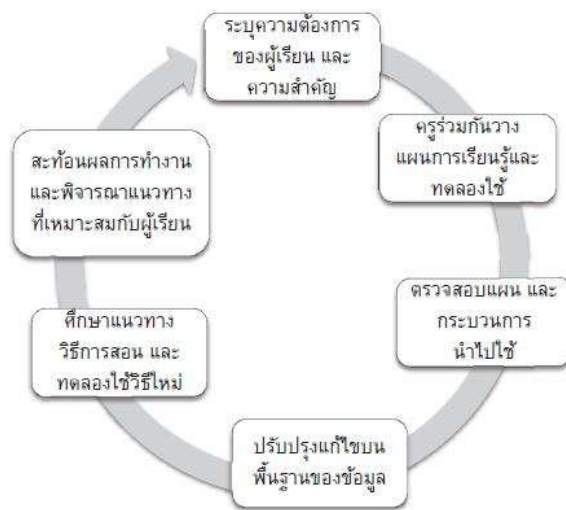 ระบุความต้องการ
ของผู้เรียน และ
ความสำคัญ
ครูร่วมกันวาง
แผนการเรียนรู้และ
ทดลองใช้
ตรวจสอบแผน และ
กระบวนการ
นำไปใช้
ปรับปรุงแก้ไขบน
พื้นฐานของข้อมูล
ศึกษาแนวทาง
วิธีการสอน และ
ทดลองใช้วิธีใหม่
สะท้อนผลการทำงาน
และพิจารณาแนวทาง
ที่เหมาะสมกับผู้เรียน